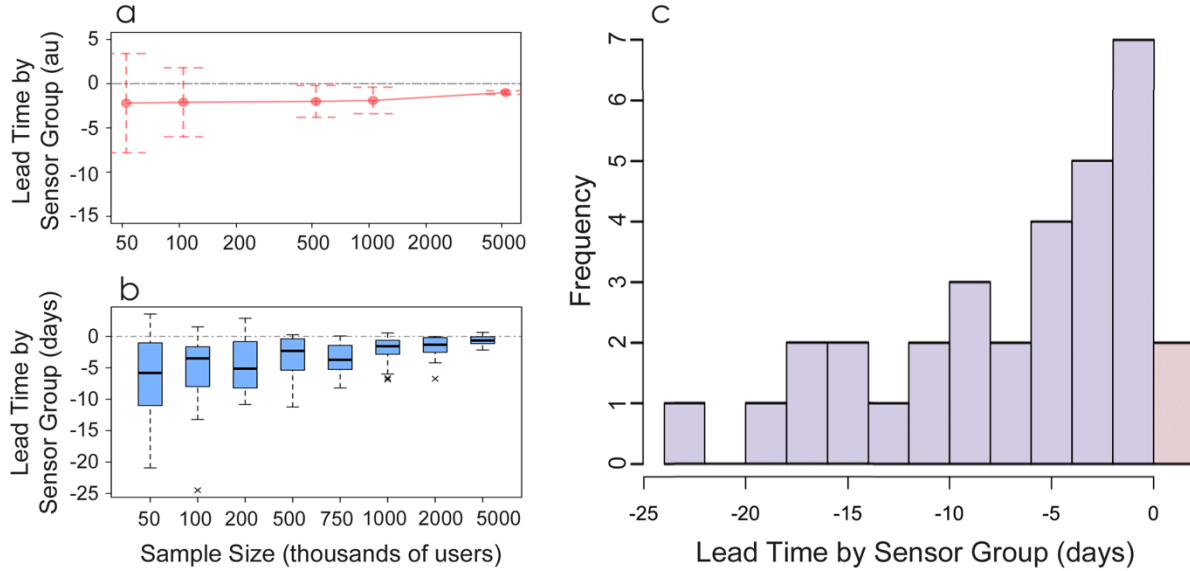 a
Lead Time by
Sensor Group (au)
5
0
-5
-10
-15
50 100 200 500 1000 2000 5000
b
Lead Time by
Sensor Group (days)
0
-5
-10
-15
-20
-25
50 100 200 500 750 1000 2000 5000
Sample Size (thousands of users)
c
Frequency
7
6
5
4
3
2
1
0
-25 -20 -15 -10 -5 0
Lead Time by Sensor Group (days)